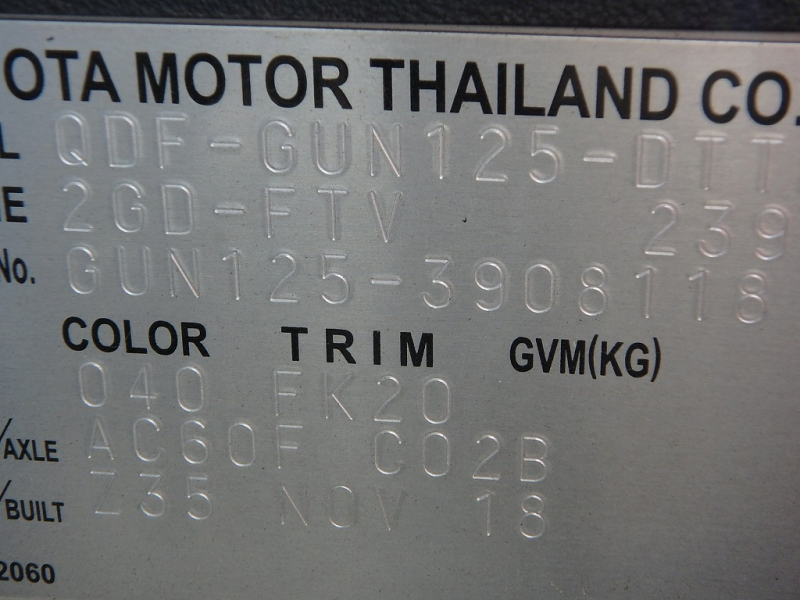 OTA MOTOR THAILAND CO.
L QDF-GUN125-DTT
NE 2GD-FTV 239
No. GUN125-3908118
COLOR TRIM GVM(KG)
040 FK20
/AXLE AC60F C02B
/BUILT Z35 NOV 18
2060